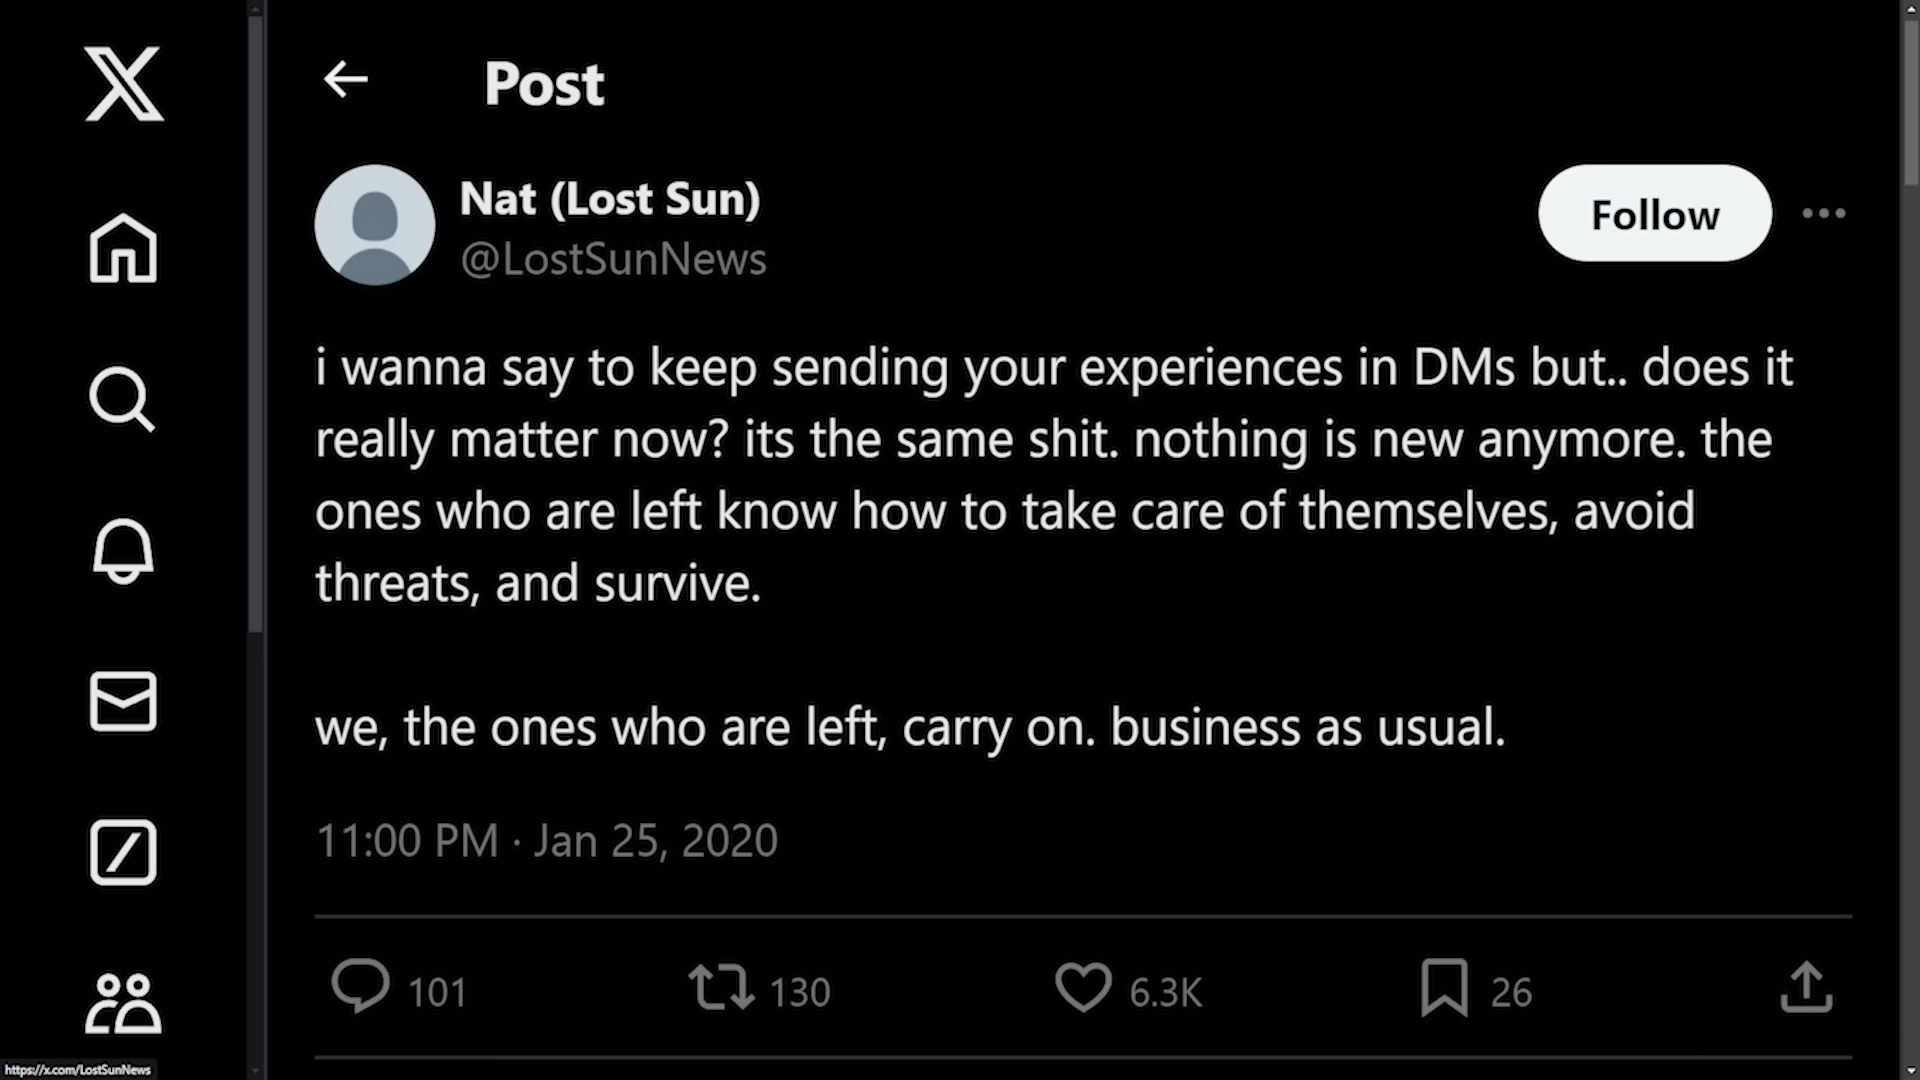 Post
Nat (Lost Sun)
@LostSunNews
Follow
i wanna say to keep sending your experiences in DMs but.. does it
really matter now? its the same shit. nothing is new anymore. the
ones who are left know how to take care of themselves, avoid
threats, and survive.
we, the ones who are left, carry on. business as usual.
11:00 PM · Jan 25, 2020
101
130
6.3K
26
https://x.com/LostSunNews